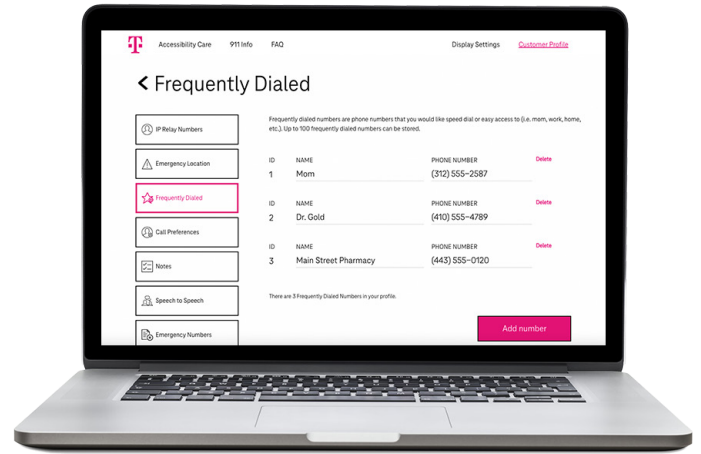 T
Accessibility Care 911 Info FAQ Display Settings Customer Profile
Frequently Dialed
IP Relay Numbers
Emergency Location
Frequently Dialed
Call Preferences
Notes
Speech to Speech
Emergency Numbers
Frequently dialed numbers are phone numbers that you would like speed dial or easy access to (i.e. mom, work, home,
etc.). Up to 100 frequently dialed numbers can be stored.
ID NAME PHONE NUMBER Delete
1 Mom (312) 555-2587
ID NAME PHONE NUMBER Delete
2 Dr. Gold (410) 555-4789
ID NAME PHONE NUMBER Delete
3 Main Street Pharmacy (443) 555-0120
There are 3 Frequently Dialed Numbers in your profile.
Add number